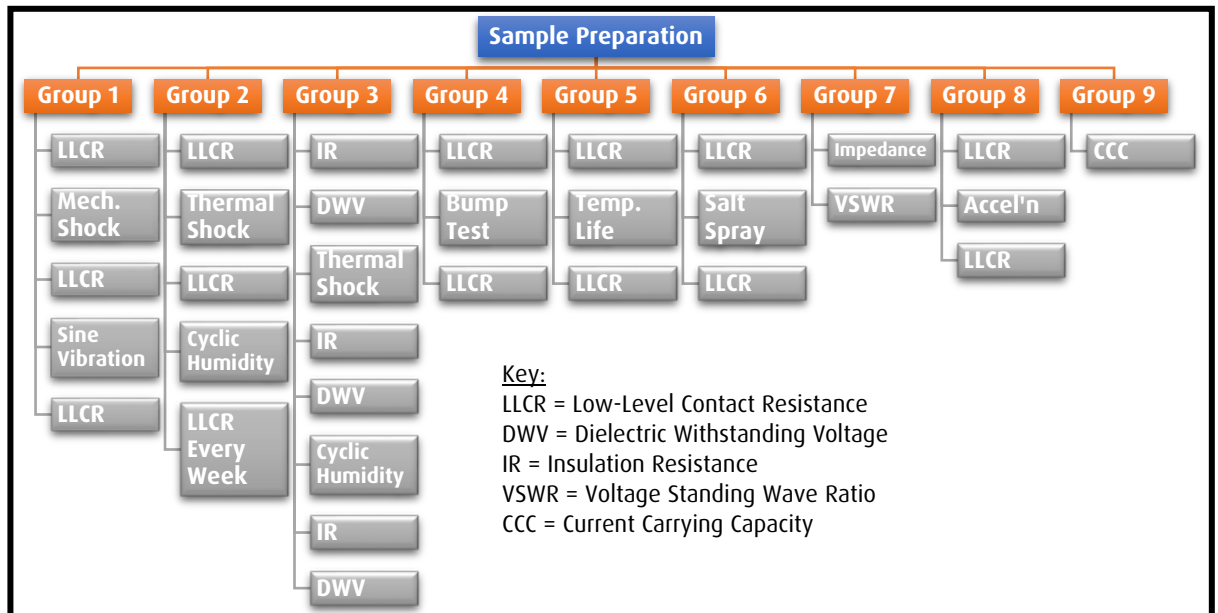 Sample Preparation
Group 1
Group 2
Group 3
Group 4
Group 5
Group 6
Group 7
Group 8
Group 9
LLCR
Mech.
Shock
LLCR
Sine
Vibration
LLCR
LLCR
Thermal
Shock
LLCR
Cyclic
Humidity
LLCR
Every
Week
IR
DWV
Thermal
Shock
IR
DWV
Cyclic
Humidity
IR
DWV
LLCR
Bump
Test
LLCR
LLCR
Temp.
Life
LLCR
LLCR
Salt
Spray
LLCR
Impedance
VSWR
LLCR
Accel'n
LLCR
CCC
Key:
LLCR = Low-Level Contact Resistance
DWV = Dielectric Withstanding Voltage
IR = Insulation Resistance
VSWR = Voltage Standing Wave Ratio
CCC = Current Carrying Capacity